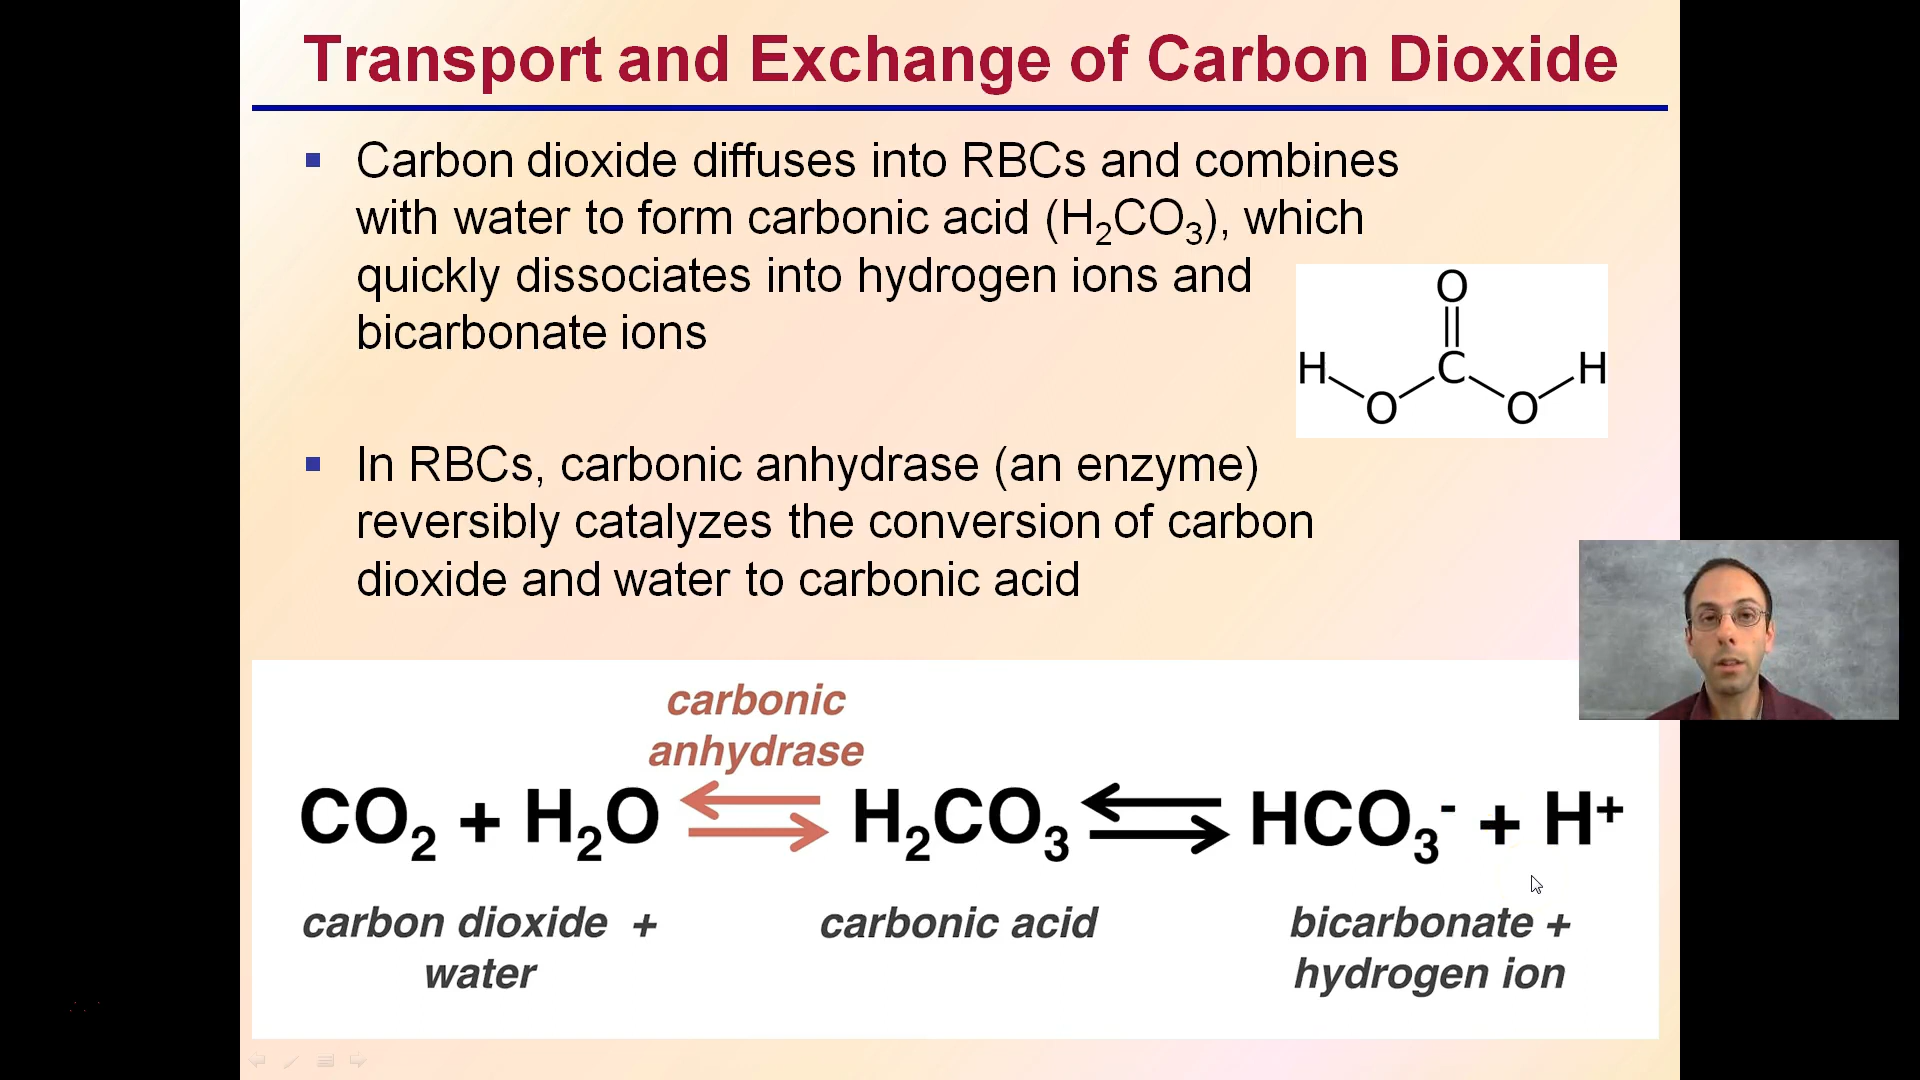 Transport and Exchange of Carbon Dioxide
Carbon dioxide diffuses into RBCs and combines
with water to form carbonic acid (H₂CO₃), which
quickly dissociates into hydrogen ions and
bicarbonate ions
O
H C H
O O
In RBCs, carbonic anhydrase (an enzyme)
reversibly catalyzes the conversion of carbon
dioxide and water to carbonic acid
carbonic
anhydrase
CO₂ + H₂O ⇌ H₂CO₃ ⇌ HCO₃⁻ + H⁺
carbon dioxide + carbonic acid bicarbonate +
water hydrogen ion